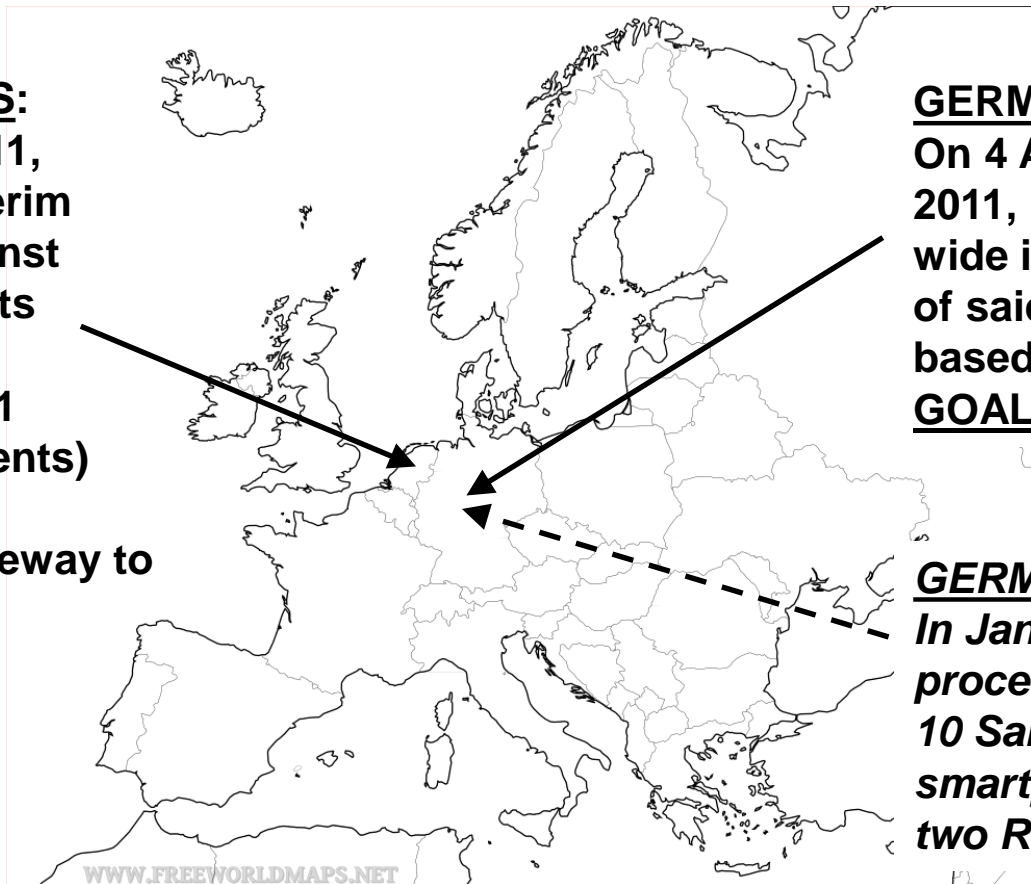 S:
11,
erim
nst
ts
1
ents)
eway to
GERM
On 4 A
2011,
wide i
of said
based
GOAL
GERM
In Jan
proce
10 Sa
smart
two R
WWW.FREEWORLDMAPS.NET